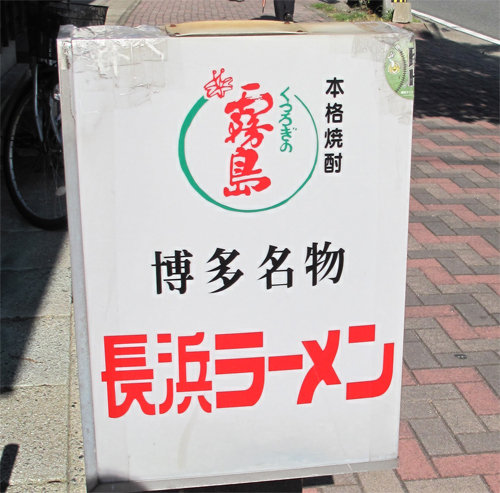 本格焼酎
くつろぎの
霧島
博多名物
長浜ラーメン